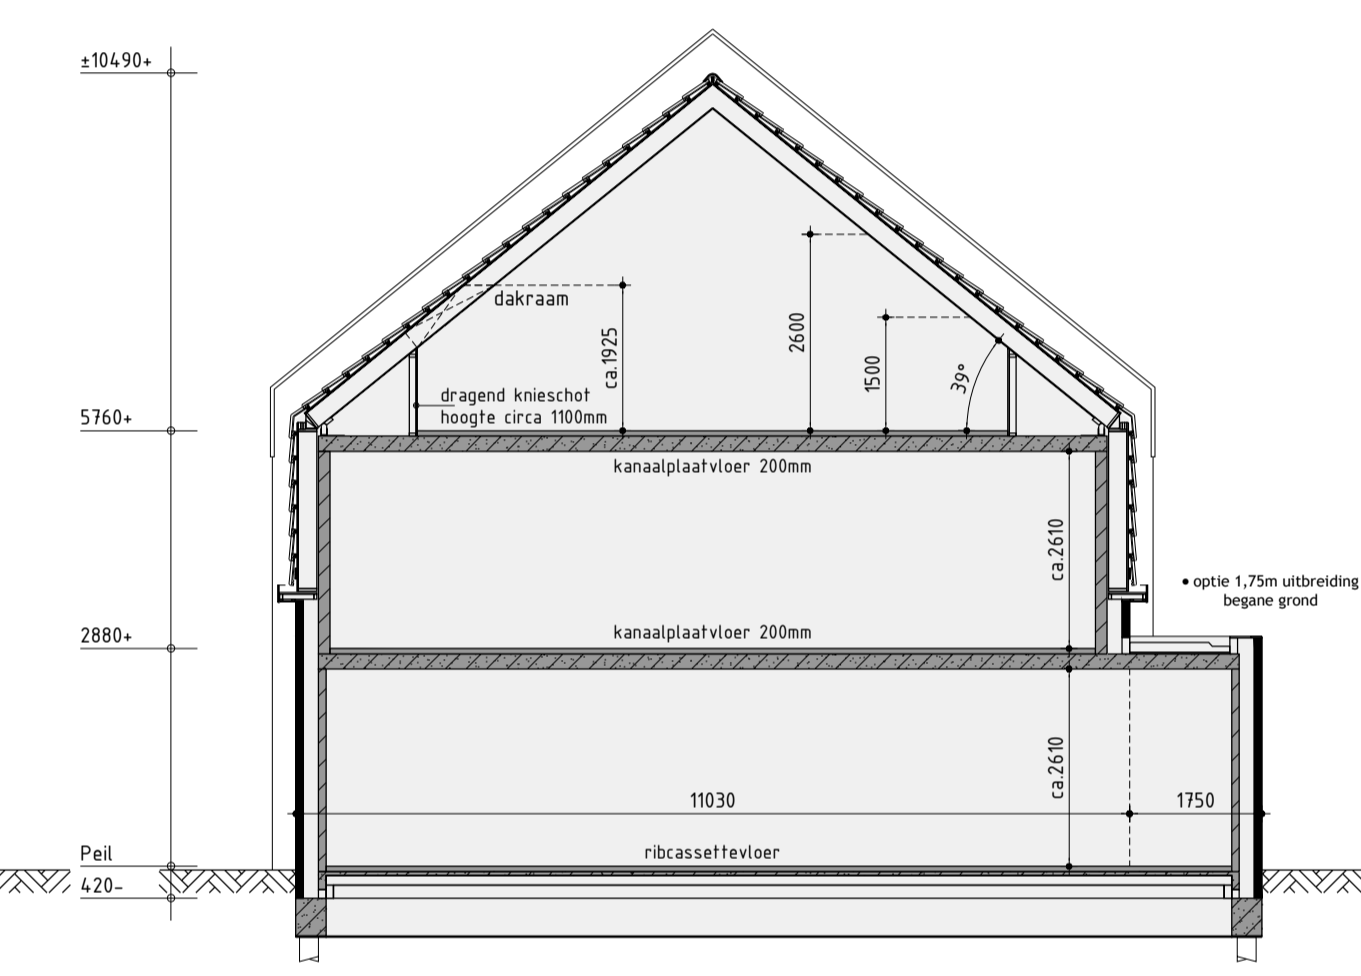 ±10490+
dakraam
ca.1925
2600
1500
39°
dragend knieschot
hoogte circa 1100mm
5760+
kanaalplaatvloer 200mm
ca.2610
• optie 1,75m uitbreiding
begane grond
2880+
kanaalplaatvloer 200mm
ca.2610
11030
1750
Peil
ribcassettevloer
420-